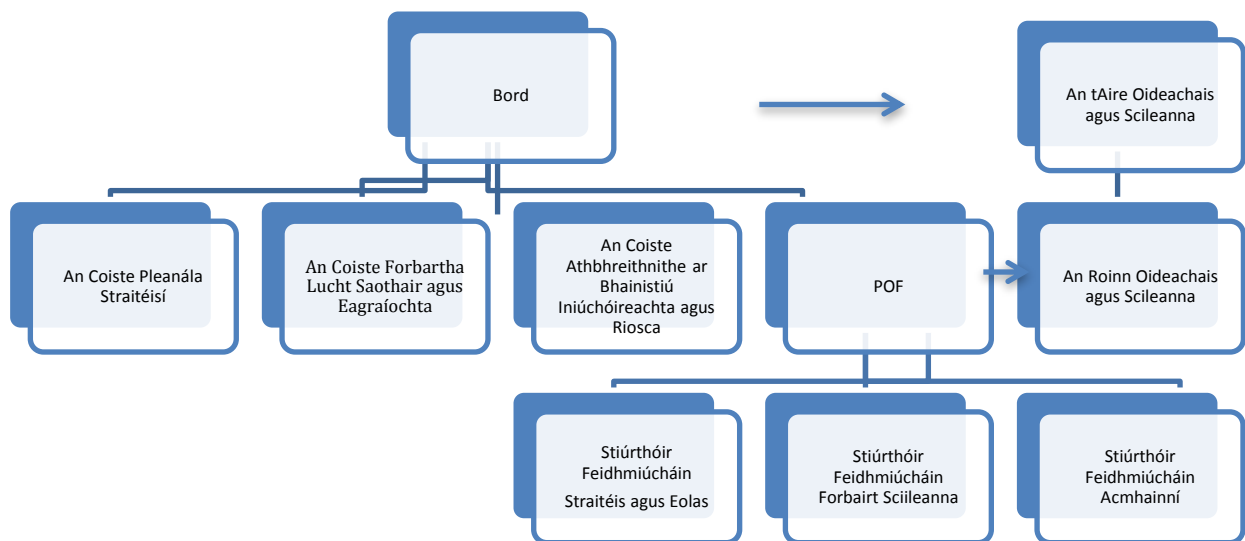 Bord
An tAire Oideachais
agus Scileanna
An Coiste Pleanála
Straitéisí
An Coiste Forbartha
Lucht Saothair agus
Eagraíochta
An Coiste
Athbhreithnithe ar
Bhainistiú
Iniúchóireachta agus
Riosca
POF
An Roinn Oideachais
agus Scileanna
Stiúrthóir
Feidhmiúcháin
Straitéis agus Eolas
Stiúrthóir
Feidhmiúcháin
Forbairt Sciileanna
Stiúrthóir
Feidhmiúcháin
Acmhainní